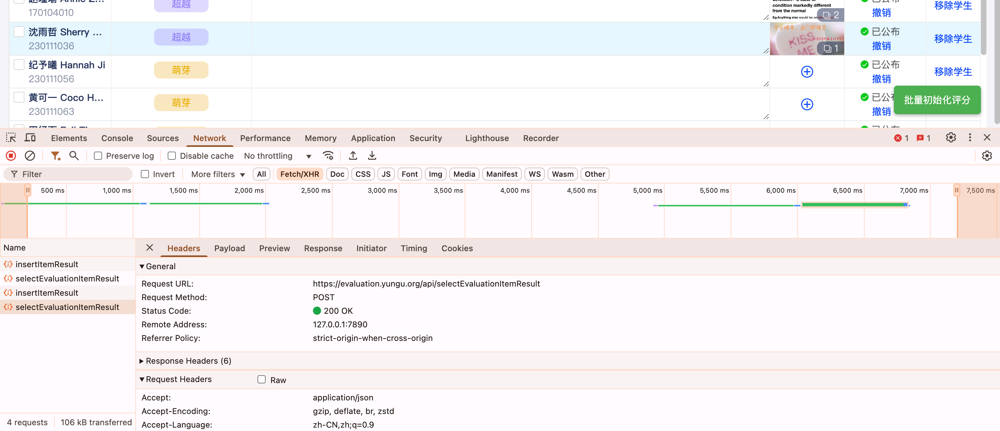 170104010
超越
definition: a state or
condition markedly different
from the normal
Eg:Anything else would be an
2
已公布
撤销
移除学生
沈雨哲 Sherry ...
230111036
超越
今日确幸，出门即晴空
——2025年2月25
KISS
ME
1
已公布
撤销
移除学生
纪予曦 Hannah Ji
230111056
萌芽
已公布
撤销
移除学生
黄可一 Coco H...
230111063
萌芽
已公布
撤销
批量初始化评分
Elements Console Sources Network Performance Memory Application Security Lighthouse Recorder 1 1
Preserve log Disable cache No throttling
Filter Invert More filters All Fetch/XHR Doc CSS JS Font Img Media Manifest WS Wasm Other
500 ms 1,000 ms 1,500 ms 2,000 ms 2,500 ms 3,000 ms 3,500 ms 4,000 ms 4,500 ms 5,000 ms 5,500 ms 6,000 ms 6,500 ms 7,000 ms 7,500 ms
Name
insertItemResult
selectEvaluationItemResult
insertItemResult
selectEvaluationItemResult
4 requests 106 kB transferred
Headers Payload Preview Response Initiator Timing Cookies
General
Request URL: https://evaluation.yungu.org/api/selectEvaluationItemResult
Request Method: POST
Status Code: 200 OK
Remote Address: 127.0.0.1:7890
Referrer Policy: strict-origin-when-cross-origin
Response Headers (6)
Request Headers Raw
Accept: application/json
Accept-Encoding: gzip, deflate, br, zstd
Accept-Language: zh-CN,zh;q=0.9